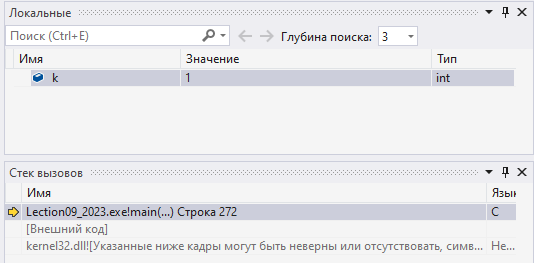 Локальные
Поиск (Ctrl+E)
Глубина поиска: 3
Имя Значение Тип
k 1 int
Стек вызовов
Имя Язык
Lection09_2023.exe!main(...) Строка 272 C
[Внешний код]
kernel32.dll![Указанные ниже кадры могут быть неверны или отсутствовать, симв... Не...